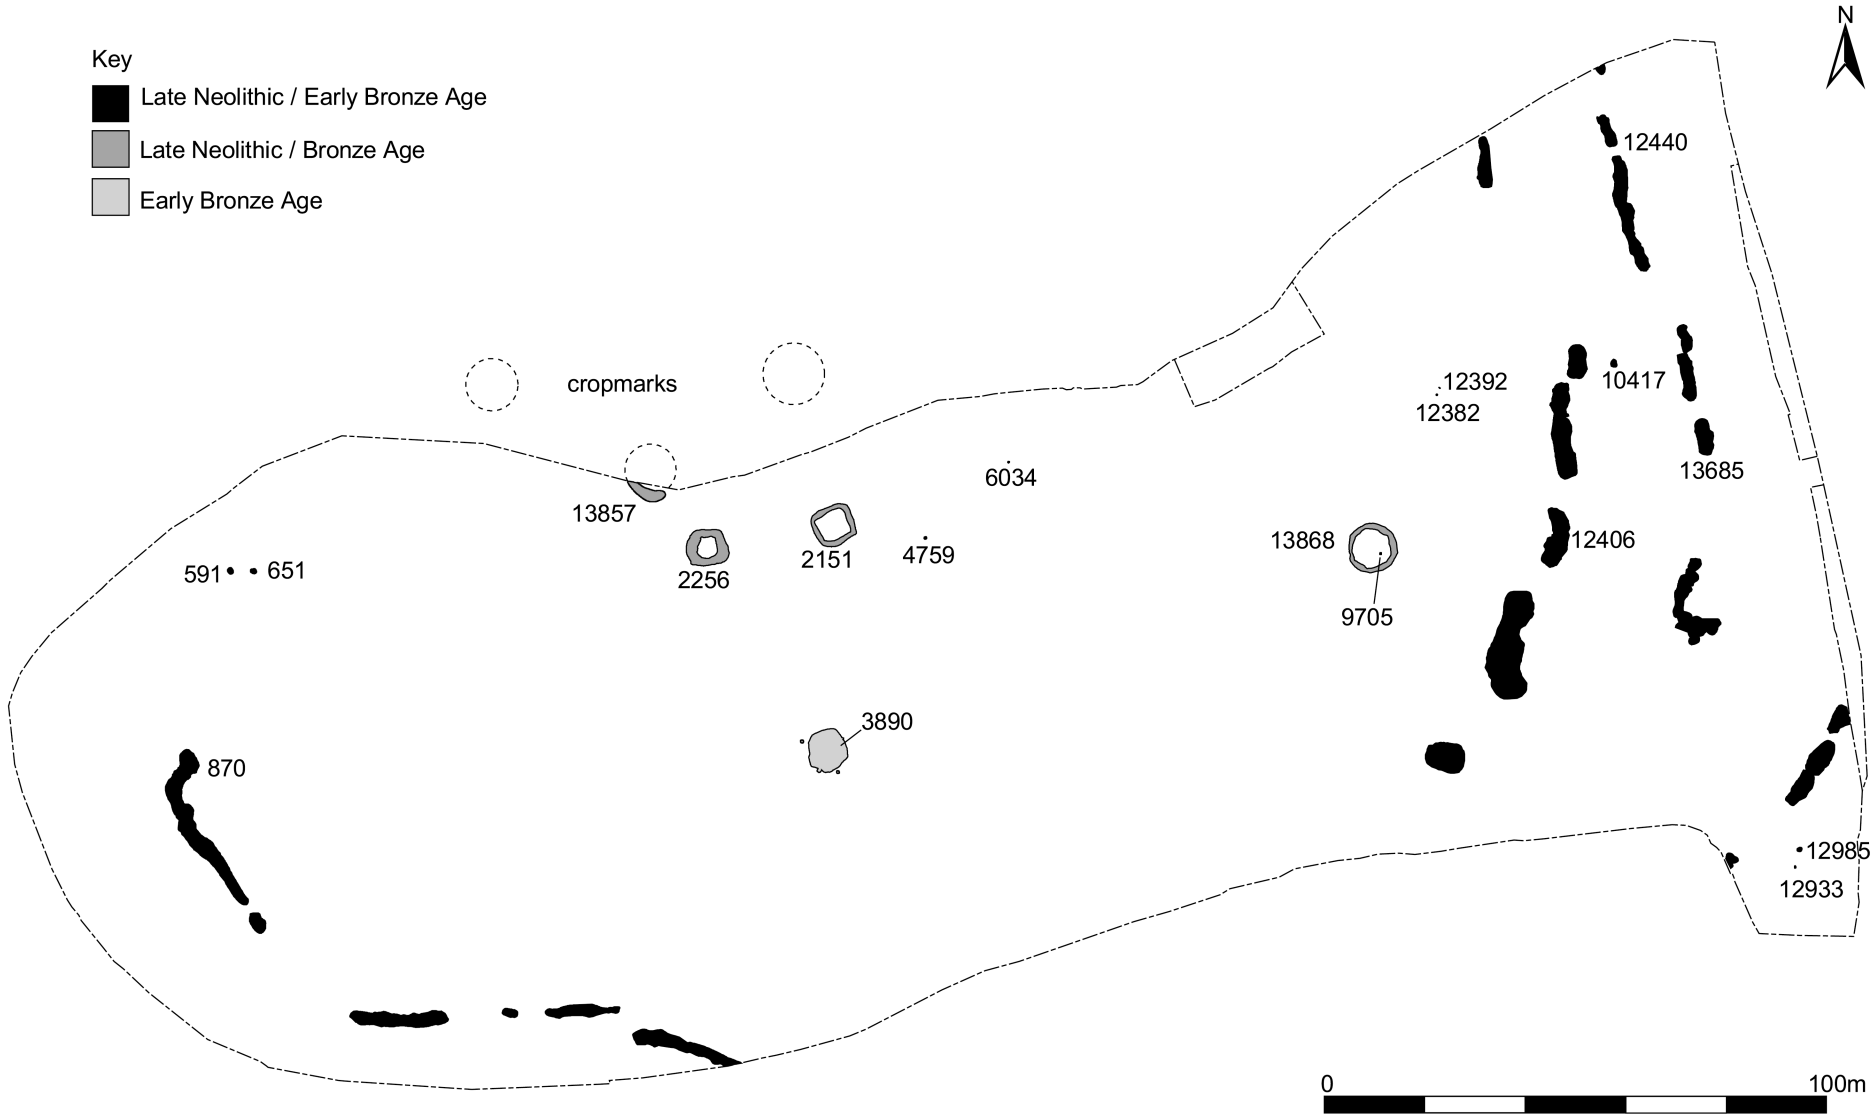 N
Key
Late Neolithic / Early Bronze Age
Late Neolithic / Bronze Age
Early Bronze Age
12440
cropmarks
12392
10417
12382
13685
6034
13857
2151
4759
13868
12406
2256
591
651
9705
3890
870
12985
12933
0 100m